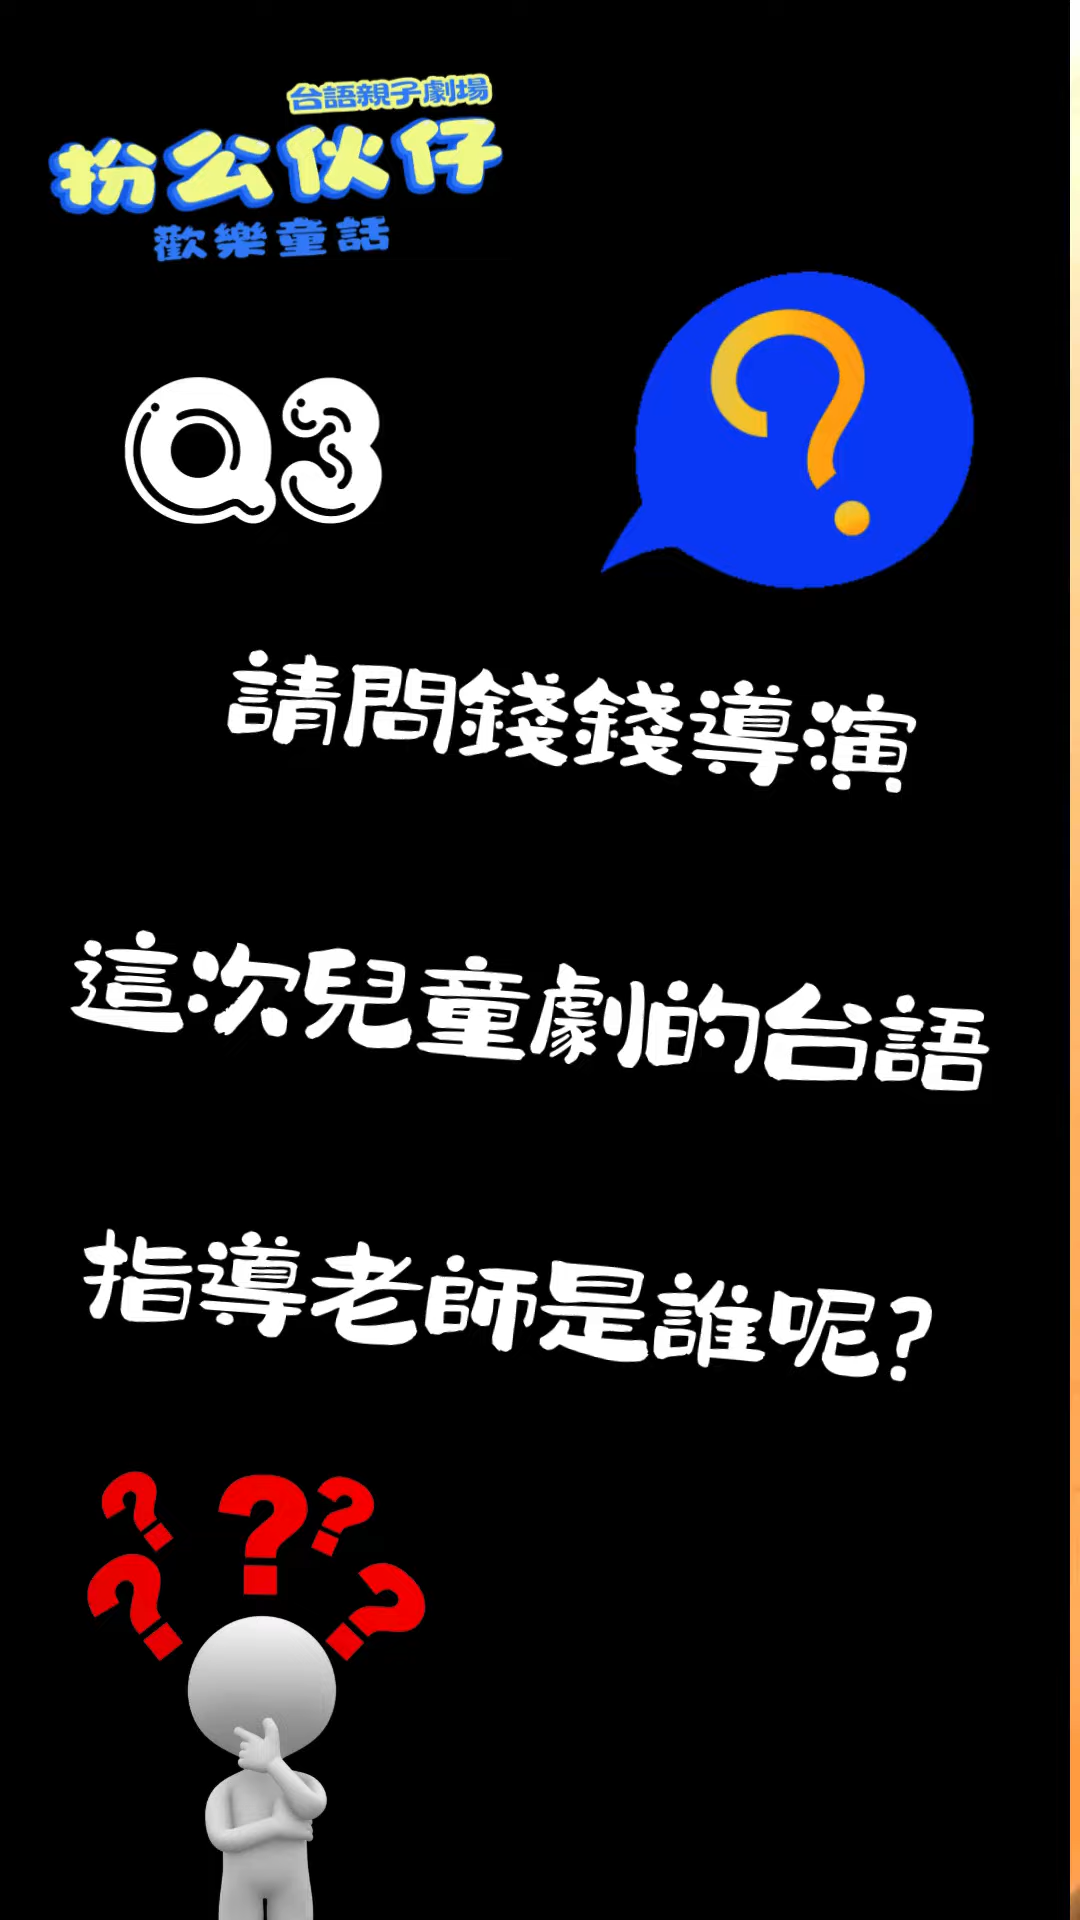 台語親子劇場
扮公伙仔
歡樂童話
Q3
?
請問錢錢導演
這次兒童劇的台語
指導老師是誰呢?
? ? ? ? ?